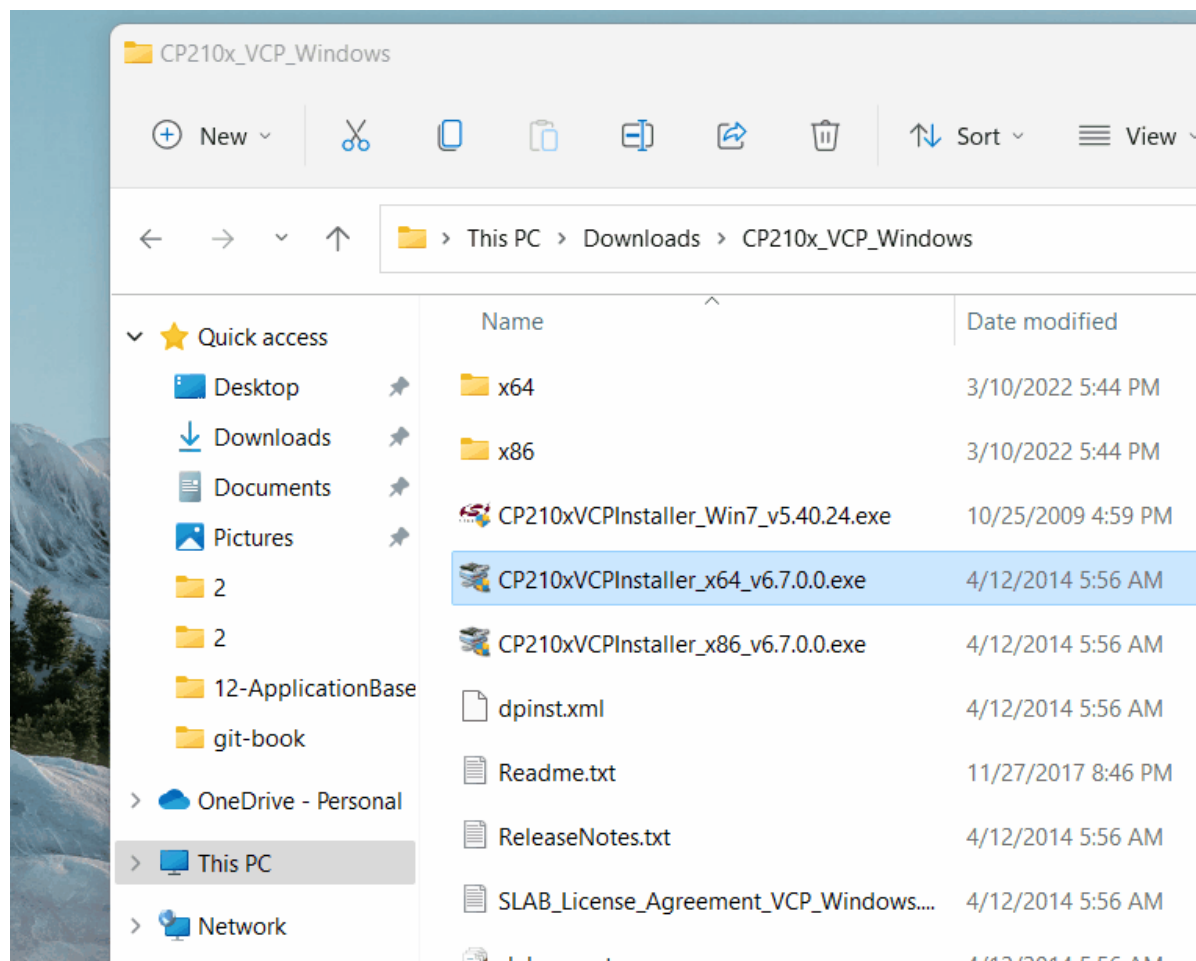 CP210x_VCP_Windows
New
Sort
View
This PC > Downloads > CP210x_VCP_Windows
Name
Date modified
Quick access
Desktop
Downloads
Documents
Pictures
2
2
12-ApplicationBase
git-book
OneDrive - Personal
This PC
Network
x64 3/10/2022 5:44 PM
x86 3/10/2022 5:44 PM
CP210xVCPInstaller_Win7_v5.40.24.exe 10/25/2009 4:59 PM
CP210xVCPInstaller_x64_v6.7.0.0.exe 4/12/2014 5:56 AM
CP210xVCPInstaller_x86_v6.7.0.0.exe 4/12/2014 5:56 AM
dpinst.xml 4/12/2014 5:56 AM
Readme.txt 11/27/2017 8:46 PM
ReleaseNotes.txt 4/12/2014 5:56 AM
SLAB_License_Agreement_VCP_Windows.... 4/12/2014 5:56 AM